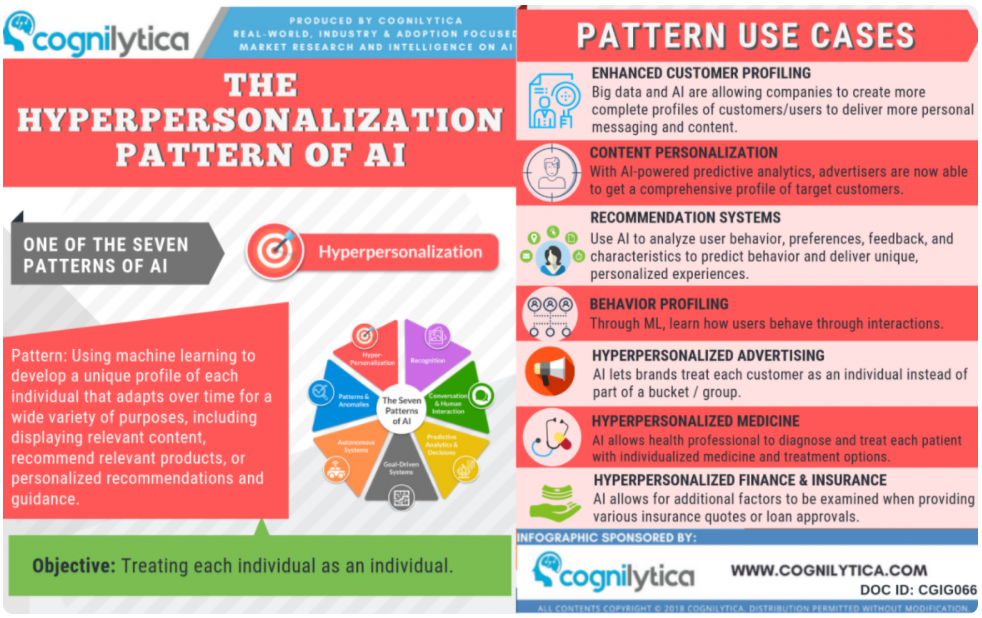 cognilytica
PRODUCED BY COGNILYTICA
REAL-WORLD, INDUSTRY & ADOPTION FOCUSED
MARKET RESEARCH AND INTELLIGENCE ON AI
THE
HYPERPERSONALIZATION
PATTERN OF AI
ONE OF THE SEVEN
PATTERNS OF AI
Hyperpersonalization
Pattern: Using machine learning to
develop a unique profile of each
individual that adapts over time for a
wide variety of purposes, including
displaying relevant content,
recommend relevant products, or
personalized recommendations and
guidance.
Hyper-
Personalization
Recognition
Patterns &
Anomalies
The Seven
Patterns
of AI
Conversation
& Human
Interaction
Autonomous
Systems
Predictive
Analytics &
Decisions
Goal-Driven
Systems
Objective: Treating each individual as an individual.
PATTERN USE CASES
ENHANCED CUSTOMER PROFILING
Big data and AI are allowing companies to create more
complete profiles of customers/users to deliver more personal
messaging and content.
CONTENT PERSONALIZATION
With AI-powered predictive analytics, advertisers are now able
to get a comprehensive profile of target customers.
RECOMMENDATION SYSTEMS
Use AI to analyze user behavior, preferences, feedback, and
characteristics to predict behavior and deliver unique,
personalized experiences.
BEHAVIOR PROFILING
Through ML, learn how users behave through interactions.
HYPERPERSONALIZED ADVERTISING
AI lets brands treat each customer as an individual instead of
part of a bucket / group.
HYPERPERSONALIZED MEDICINE
AI allows health professional to diagnose and treat each patient
with individualized medicine and treatment options.
HYPERPERSONALIZED FINANCE & INSURANCE
AI allows for additional factors to be examined when providing
various insurance quotes or loan approvals.
INFOGRAPHIC SPONSORED BY:
cognilytica
WWW.COGNILYTICA.COM
DOC ID: CGIG066
ALL CONTENTS COPYRIGHT © 2018 COGNILYTICA. DISTRIBUTION PERMITTED WITHOUT MODIFICATION